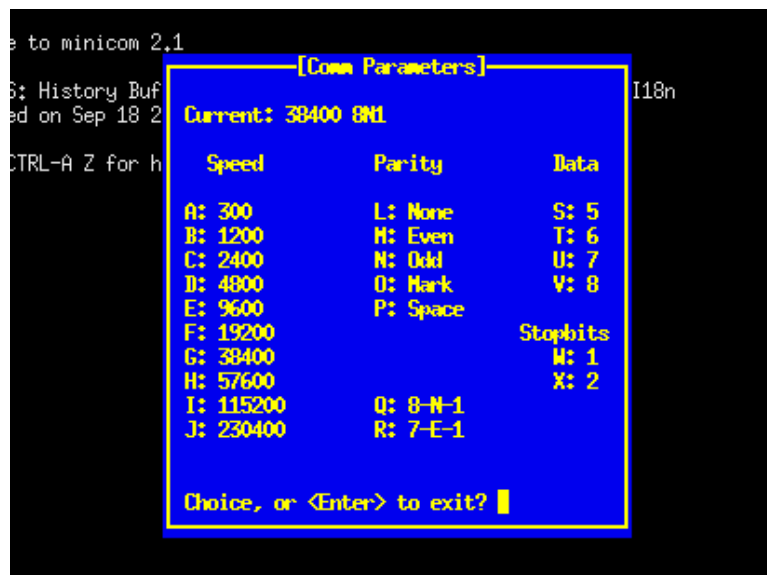 e to minicom 2.1
[Comm Parameters]
S: History Buf I18n
ed on Sep 18 2 Current: 38400 8N1
CTRL-A Z for h Speed Parity Data
A: 300 L: None S: 5
B: 1200 M: Even T: 6
C: 2400 N: Odd U: 7
D: 4800 O: Mark V: 8
E: 9600 P: Space
F: 19200 Stopbits
G: 38400 W: 1
H: 57600 X: 2
I: 115200 Q: 8-N-1
J: 230400 R: 7-E-1
Choice, or <Enter> to exit?